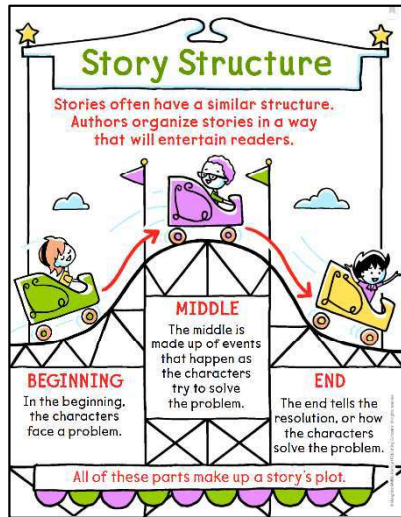 Story Structure
Stories often have a similar structure.
Authors organize stories in a way
that will entertain readers.
BEGINNING
In the beginning,
the characters
face a problem.
MIDDLE
The middle is
made up of events
that happen as
the characters
try to solve
the problem.
END
The end tells the
resolution, or how
the characters
solve the problem.
All of these parts make up a story's plot.